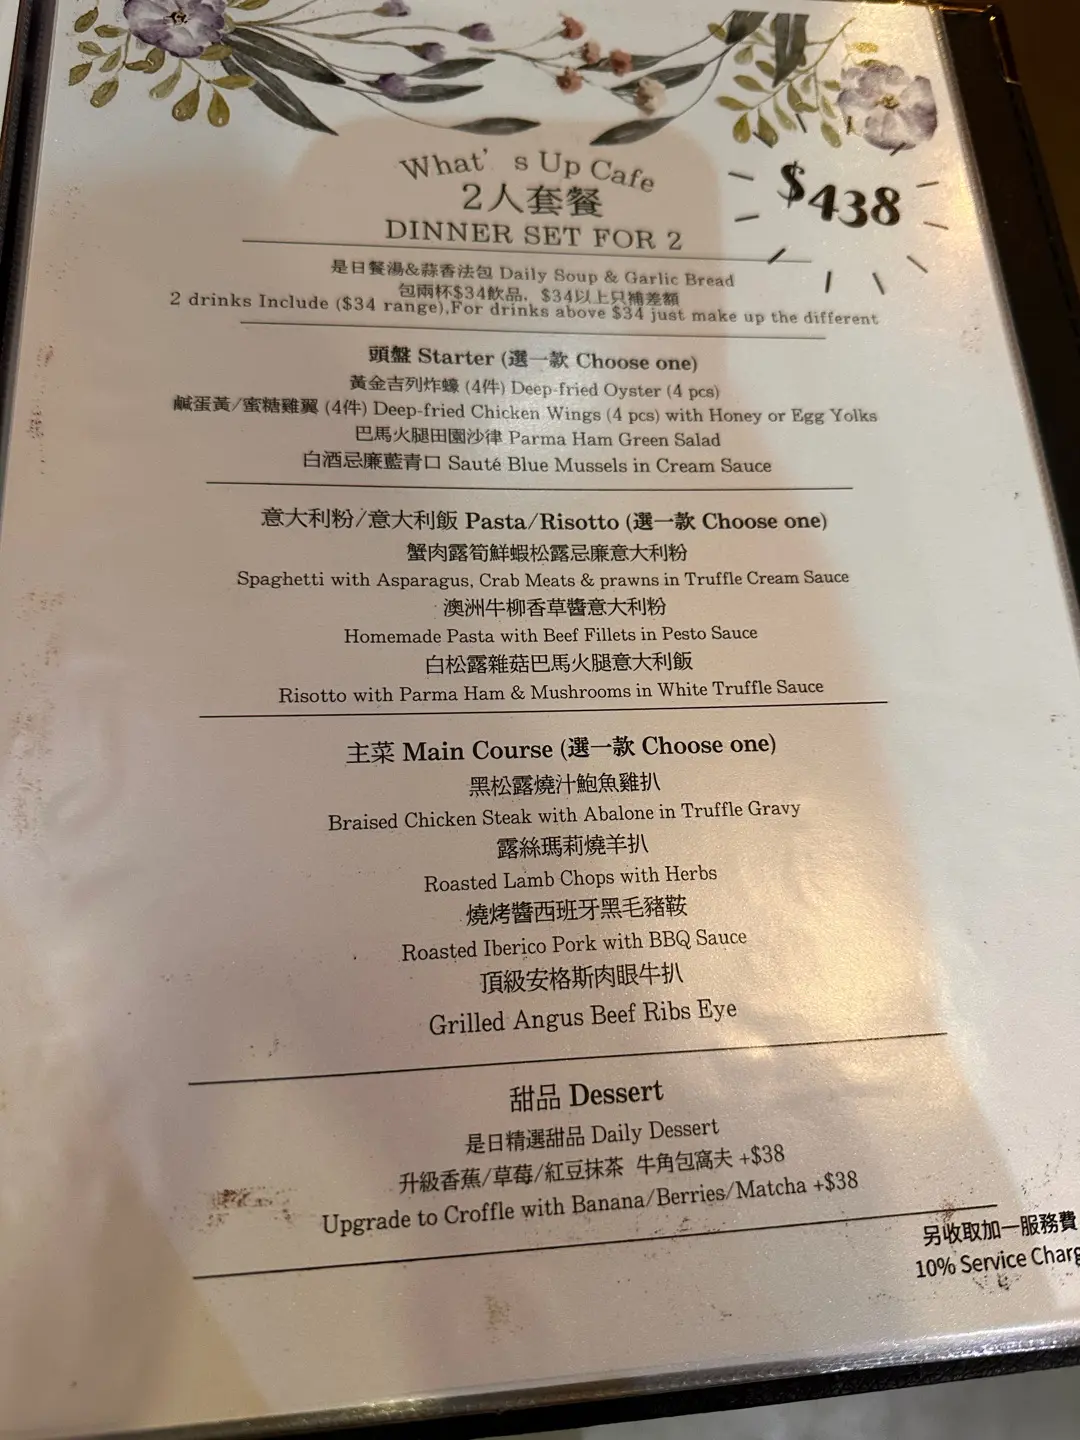 What's Up Cafe
2人套餐
DINNER SET FOR 2
$438
是日餐湯&蒜香法包 Daily Soup & Garlic Bread
包兩杯$34飲品，$34以上只補差額
2 drinks Include ($34 range),For drinks above $34 just make up the different
頭盤 Starter (選一款 Choose one)
黃金吉列炸蠔 (4件) Deep-fried Oyster (4 pcs)
鹹蛋黃/蜜糖雞翼 (4件) Deep-fried Chicken Wings (4 pcs) with Honey or Egg Yolks
巴馬火腿田園沙律 Parma Ham Green Salad
白酒忌廉藍青口 Sauté Blue Mussels in Cream Sauce
意大利粉/意大利飯 Pasta/Risotto (選一款 Choose one)
蟹肉露筍鮮蝦松露忌廉意大利粉
Spaghetti with Asparagus, Crab Meats & prawns in Truffle Cream Sauce
澳洲牛柳香草醬意大利粉
Homemade Pasta with Beef Fillets in Pesto Sauce
白松露雜菇巴馬火腿意大利飯
Risotto with Parma Ham & Mushrooms in White Truffle Sauce
主菜 Main Course (選一款 Choose one)
黑松露燒汁鮑魚雞扒
Braised Chicken Steak with Abalone in Truffle Gravy
露絲瑪莉燒羊扒
Roasted Lamb Chops with Herbs
燒烤醬西班牙黑毛豬鞍
Roasted Iberico Pork with BBQ Sauce
頂級安格斯肉眼牛扒
Grilled Angus Beef Ribs Eye
甜品 Dessert
是日精選甜品 Daily Dessert
升級香蕉/草莓/紅豆抹茶 牛角包窩夫 +$38
Upgrade to Croffle with Banana/Berries/Matcha +$38
另收取加一服務費
10% Service Charg